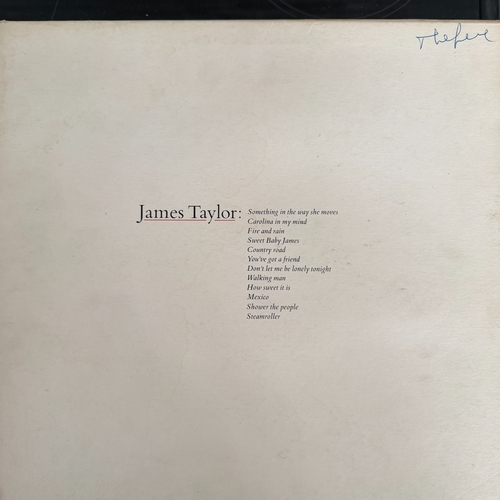 James Taylor:
Something in the way she moves
Carolina in my mind
Fire and rain
Sweet Baby James
Country road
You've got a friend
Don't let me be lonely tonight
Walking man
How sweet it is
Mexico
Shower the people
Steamroller